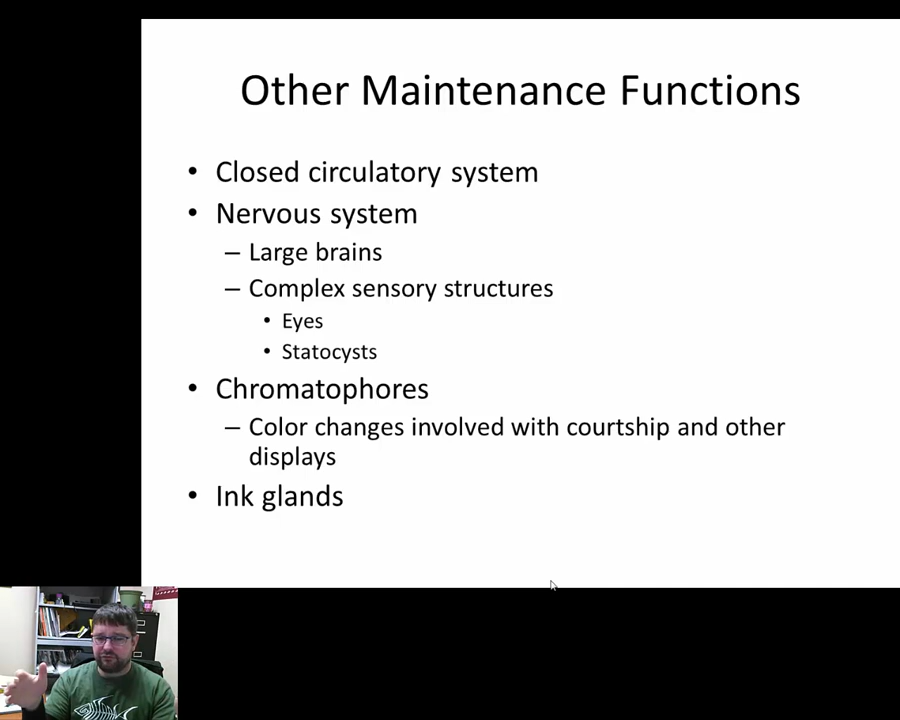 Other Maintenance Functions
• Closed circulatory system
• Nervous system
– Large brains
– Complex sensory structures
• Eyes
• Statocysts
• Chromatophores
– Color changes involved with courtship and other
displays
• Ink glands